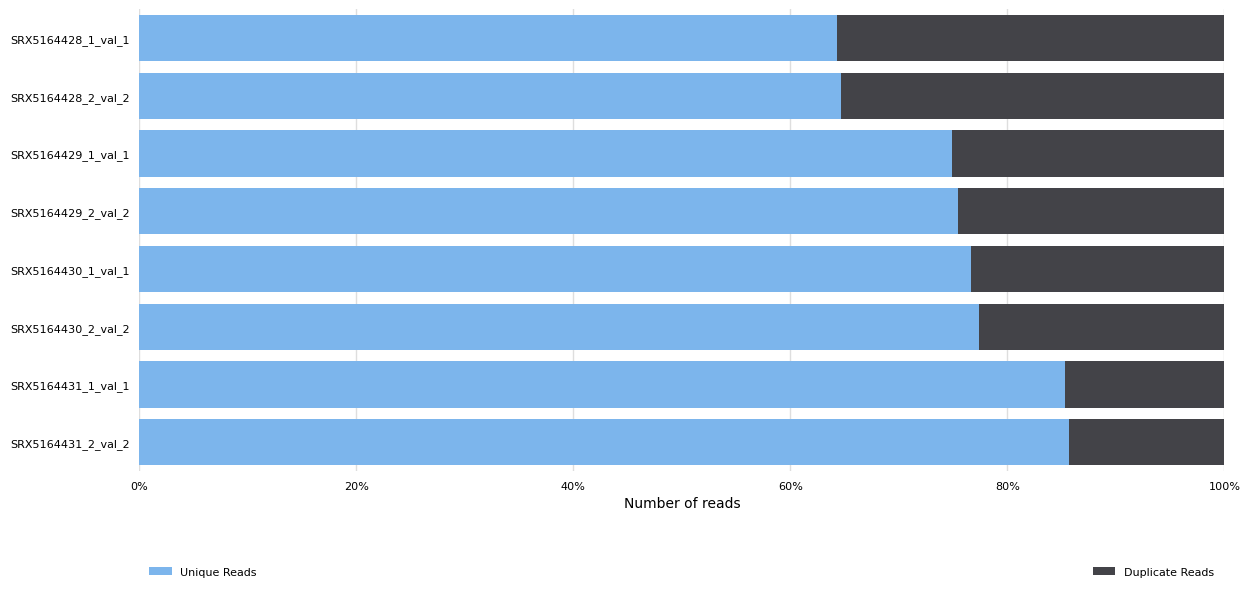 SRX5164428_1_val_1
SRX5164428_2_val_2
SRX5164429_1_val_1
SRX5164429_2_val_2
SRX5164430_1_val_1
SRX5164430_2_val_2
SRX5164431_1_val_1
SRX5164431_2_val_2
0% 20% 40% 60% 80% 100%
Number of reads
Unique Reads Duplicate Reads